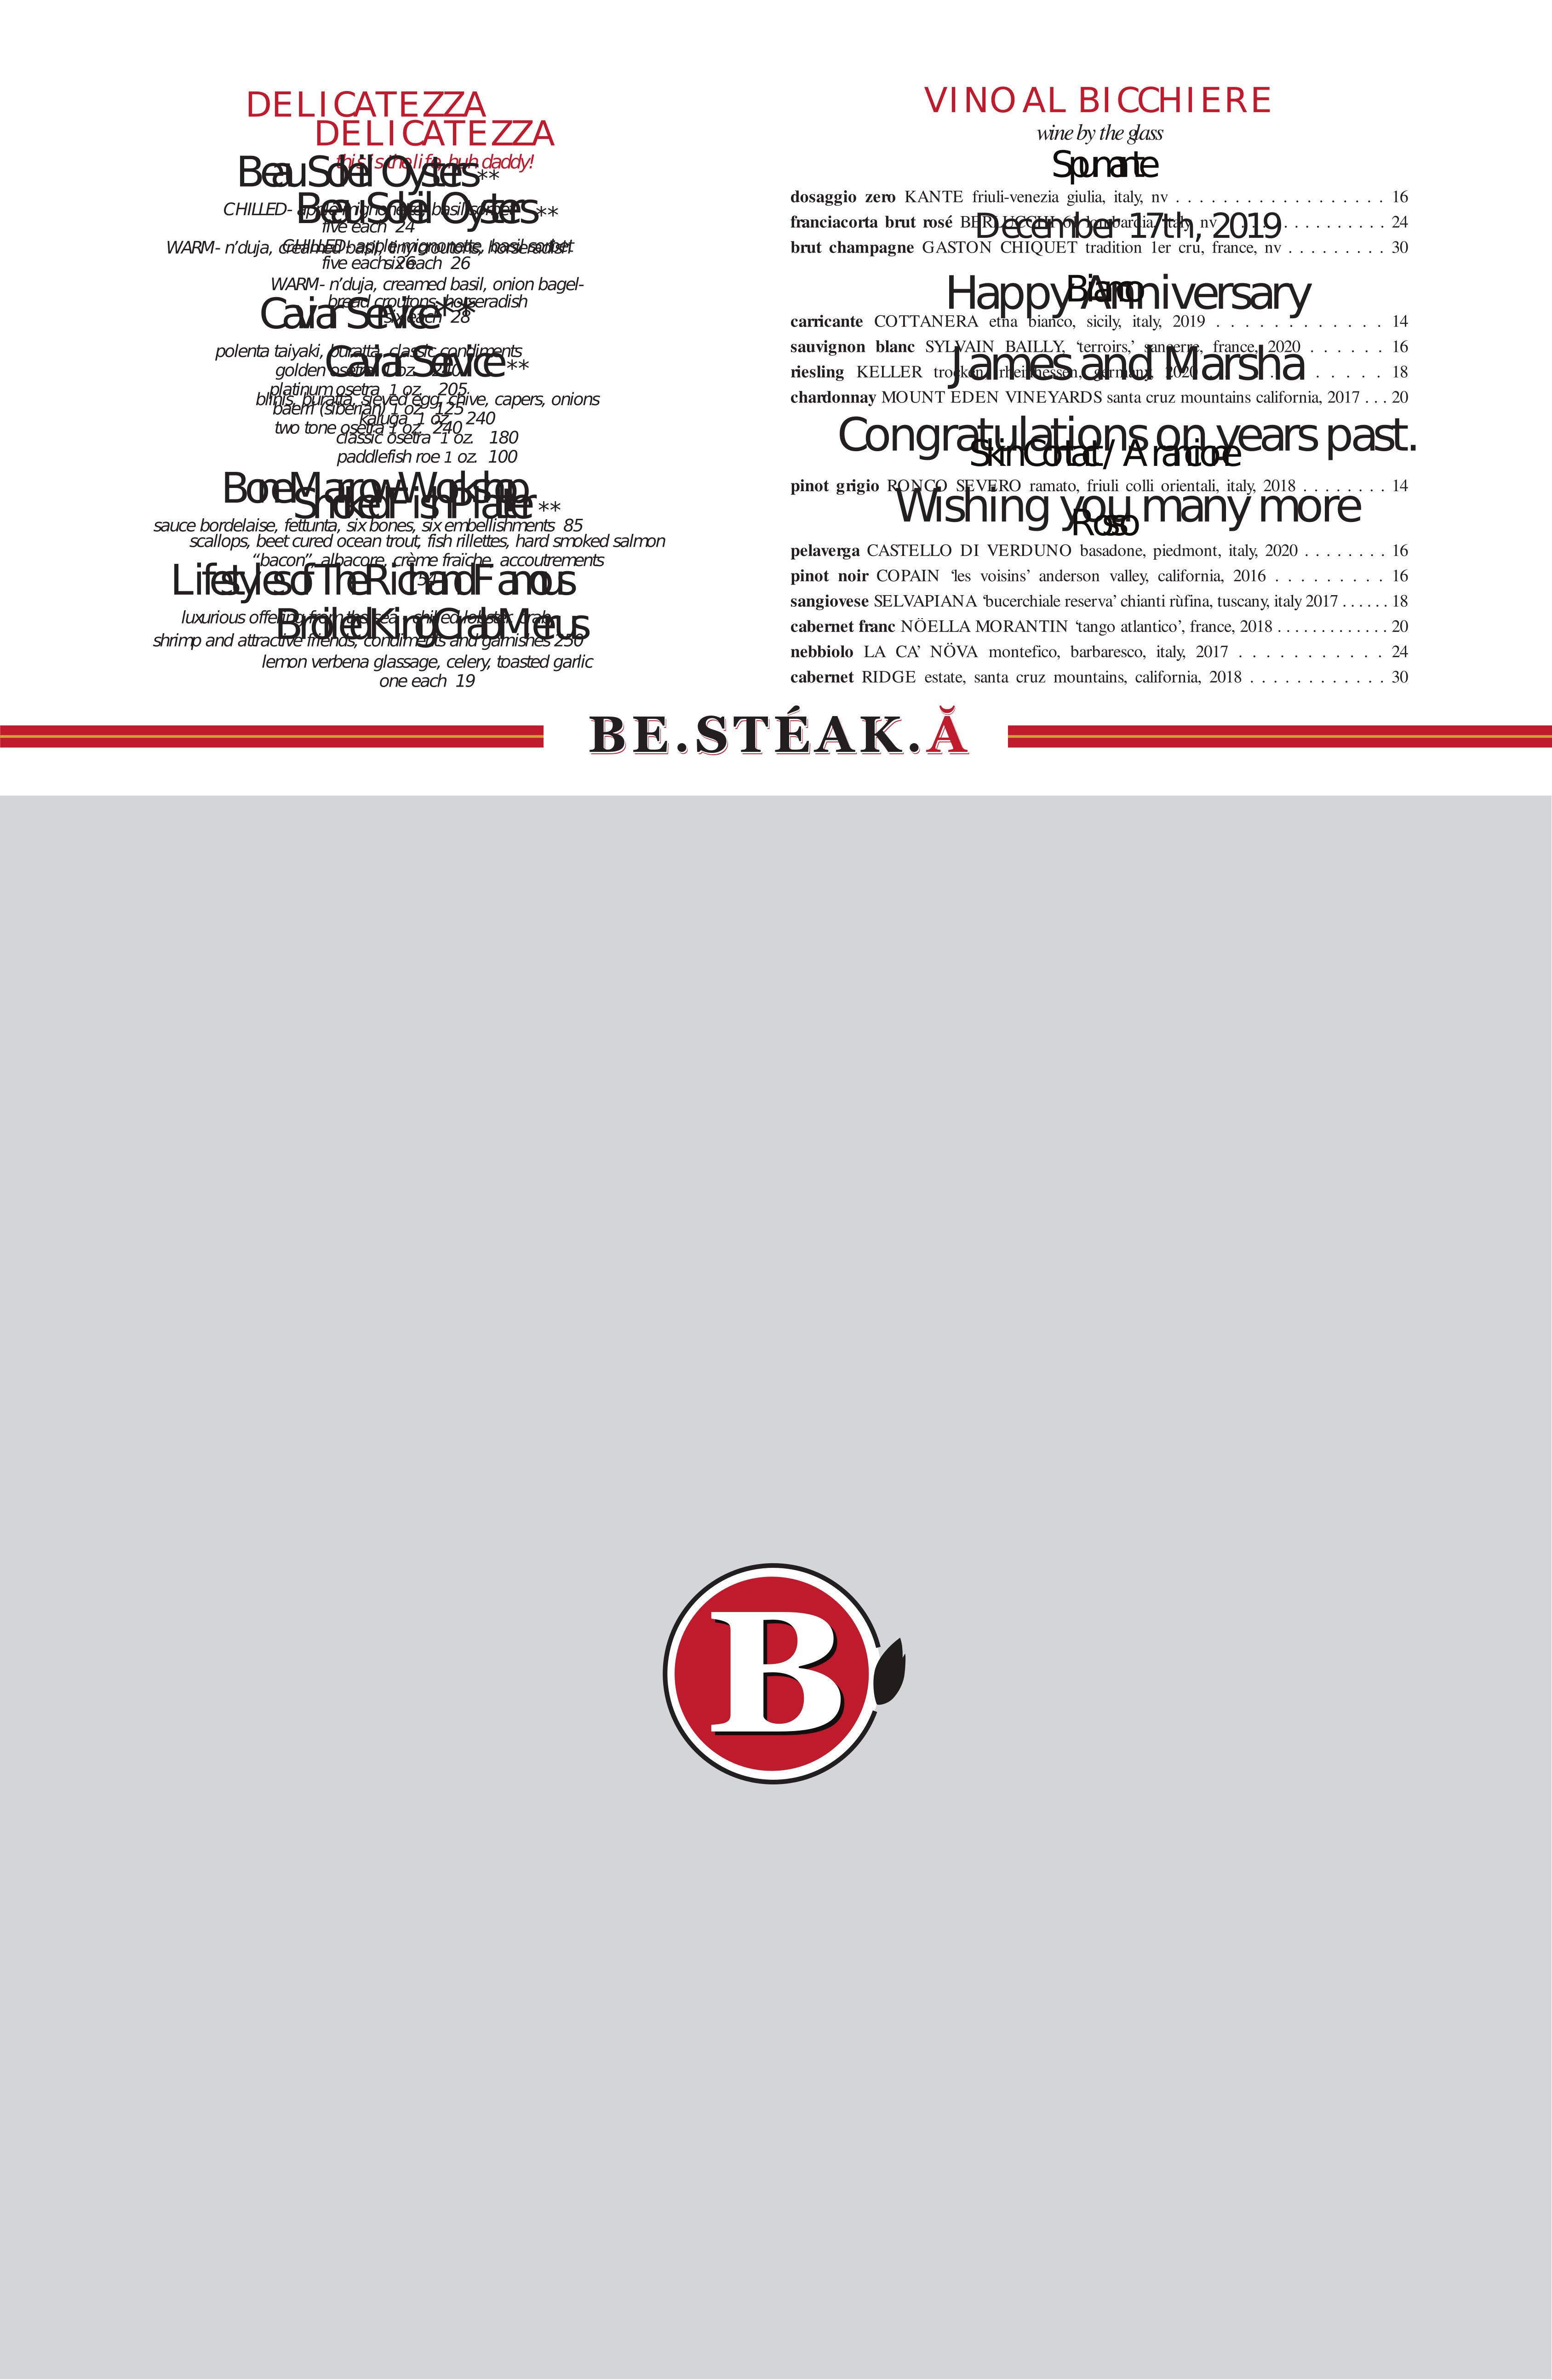 DELICATEZZA
DELICATEZZA
this is the life, huh daddy!
Beau Soleil Oysters**
Beau Soleil Oysters**
CHILLED- apple mignonette, basil sorbet
five each 24
CHILLED- apple mignonette, basil sorbet
WARM- n’duja, creamed basil, tiny croutons, horseradish
five each 26
six each 26
WARM- n’duja, creamed basil, onion bagel-
bread croutons, horseradish
six each 28
Caviar Service**
polenta taiyaki, buratta, classic condiments
Caviar Service**
golden osetra 1 oz. 240
platinum osetra 1 oz. 205
blinis, buratta, sieved egg, chive, capers, onions
baerri (siberian) 1 oz. 125
kaluga 1 oz. 240
two tone osetra 1 oz. 240
classic osetra 1 oz. 180
paddlefish roe 1 oz. 100
Bone Marrow Workshop
Smoked Fish Platter**
sauce bordelaise, fettunta, six bones, six embellishments 85
scallops, beet cured ocean trout, fish rillettes, hard smoked salmon
“bacon”, albacore, crème fraîche, accoutrements
54
Lifestyles of The Rich and Famous
luxurious offering from the sea - chilled lobster, crab,
Broiled King Crab Merus
shrimp and attractive friends, condiments and garnishes 250
lemon verbena glassage, celery, toasted garlic
one each 19
VINO AL BICCHIERE
wine by the glass
Spumante
dosaggio zero KANTE friuli-venezia giulia, italy, nv . . . . . . . . . . . . . . . . . . 16
franciacorta brut rosé BERLUCCHI 61 lombardia, italy, nv . . . . . . . . . . . . . . 24
December 17th, 2019
brut champagne GASTON CHIQUET tradition 1er cru, france, nv . . . . . . . . . 30
Bianco
Happy Anniversary
carricante COTTANERA etna bianco, sicily, italy, 2019 . . . . . . . . . . . . 14
sauvignon blanc SYLVAIN BAILLY, ‘terroirs,’ sancerre, france, 2020 . . . . . . 16
James and Marsha
riesling KELLER trocken, rheinhessen, germany, 2020 . . . . . . . . . . . . 18
chardonnay MOUNT EDEN VINEYARDS santa cruz mountains california, 2017 . . . 20
Congratulations on years past.
Skin Contact / A ramcione
pinot grigio RONCO SEVERO ramato, friuli colli orientali, italy, 2018 . . . . . . . . 14
Wishing you many more
Rosso
pelaverga CASTELLO DI VERDUNO basadone, piedmont, italy, 2020 . . . . . . . . 16
pinot noir COPAIN ‘les voisins’ anderson valley, california, 2016 . . . . . . . . . 16
sangiovese SELVAPIANA ‘bucerchiale reserva’ chianti rùfina, tuscany, italy 2017 . . . . . . 18
cabernet franc NÖELLA MORANTIN ‘tango atlantico’, france, 2018 . . . . . . . . . . . . . 20
nebbiolo LA CA’ NÖVA montefico, barbaresco, italy, 2017 . . . . . . . . . . . 24
cabernet RIDGE estate, santa cruz mountains, california, 2018 . . . . . . . . . . . . 30
BE.STÉAK.Ă
B